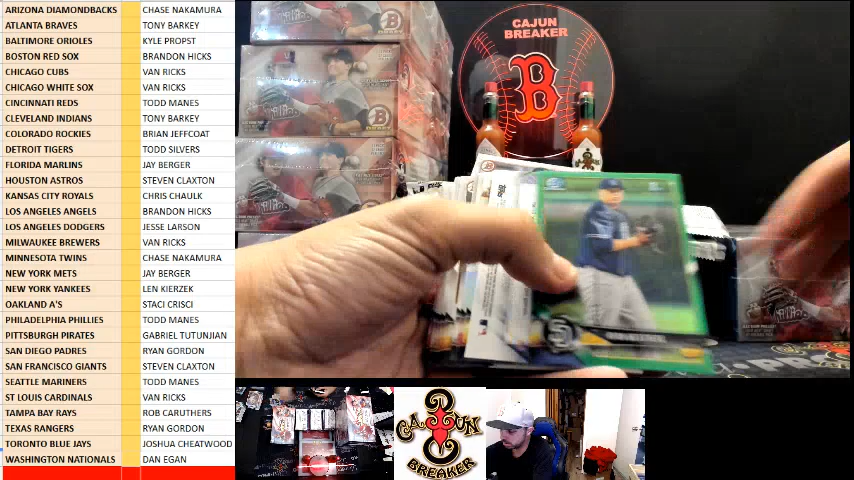 ARIZONA DIAMONDBACKS CHASE NAKAMURA
ATLANTA BRAVES TONY BARKEY
BALTIMORE ORIOLES KYLE PROPST
BOSTON RED SOX BRANDON HICKS
CHICAGO CUBS VAN RICKS
CHICAGO WHITE SOX VAN RICKS
CINCINNATI REDS TODD MANES
CLEVELAND INDIANS TONY BARKEY
COLORADO ROCKIES BRIAN JEFFCOAT
DETROIT TIGERS TODD SILVERS
FLORIDA MARLINS JAY BERGER
HOUSTON ASTROS STEVEN CLAXTON
KANSAS CITY ROYALS CHRIS CHAULK
LOS ANGELES ANGELS BRANDON HICKS
LOS ANGELES DODGERS JESSE LARSON
MILWAUKEE BREWERS VAN RICKS
MINNESOTA TWINS CHASE NAKAMURA
NEW YORK METS JAY BERGER
NEW YORK YANKEES LEN KIERZEK
OAKLAND A'S STACI CRISCI
PHILADELPHIA PHILLIES TODD MANES
PITTSBURGH PIRATES GABRIEL TUTUNJIAN
SAN DIEGO PADRES RYAN GORDON
SAN FRANCISCO GIANTS STEVEN CLAXTON
SEATTLE MARINERS TODD MANES
ST LOUIS CARDINALS VAN RICKS
TAMPA BAY RAYS ROB CARUTHERS
TEXAS RANGERS RYAN GORDON
TORONTO BLUE JAYS JOSHUA CHEATWOOD
WASHINGTON NATIONALS DAN EGAN
CAJUN
BREAKER
B
CAJUN
BREAKER